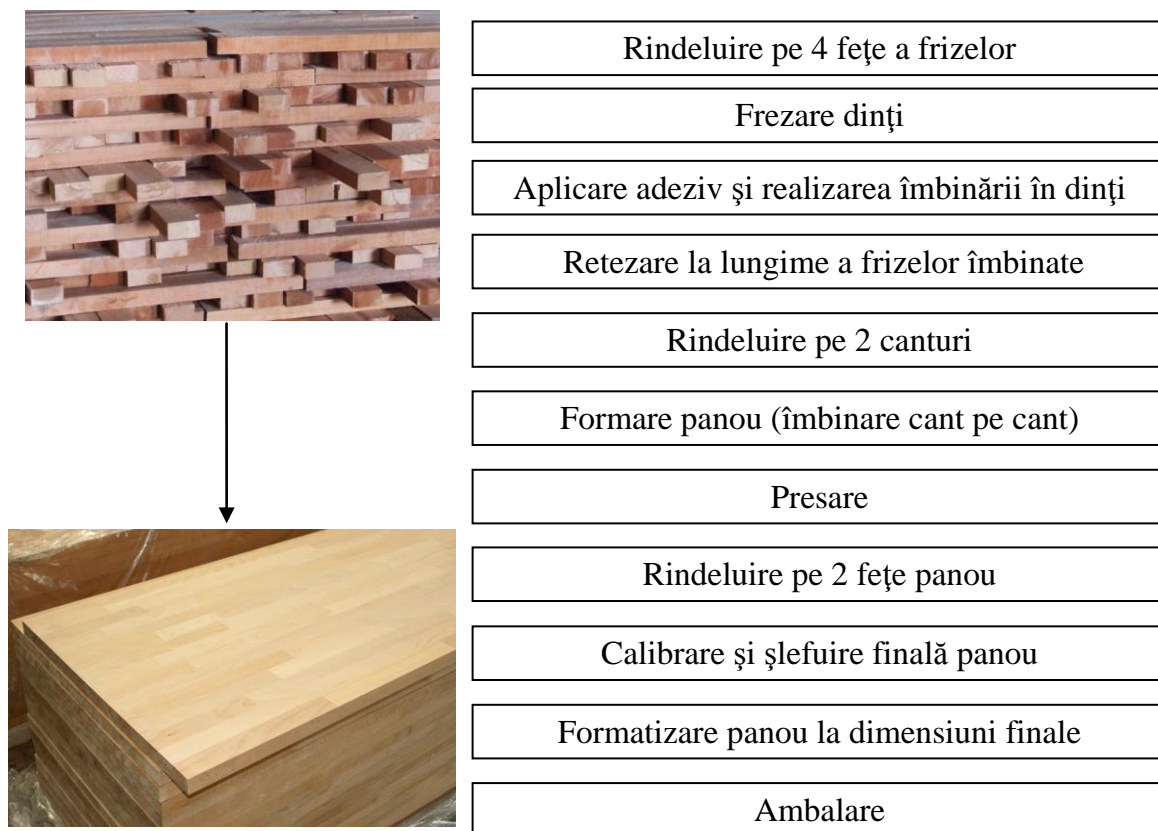 Rindeluire pe 4 feţe a frizelor
Frezare dinţi
Aplicare adeziv şi realizarea îmbinării în dinţi
Retezare la lungime a frizelor îmbinate
Rindeluire pe 2 canturi
Formare panou (îmbinare cant pe cant)
Presare
Rindeluire pe 2 feţe panou
Calibrare şi şlefuire finală panou
Formatizare panou la dimensiuni finale
Ambalare